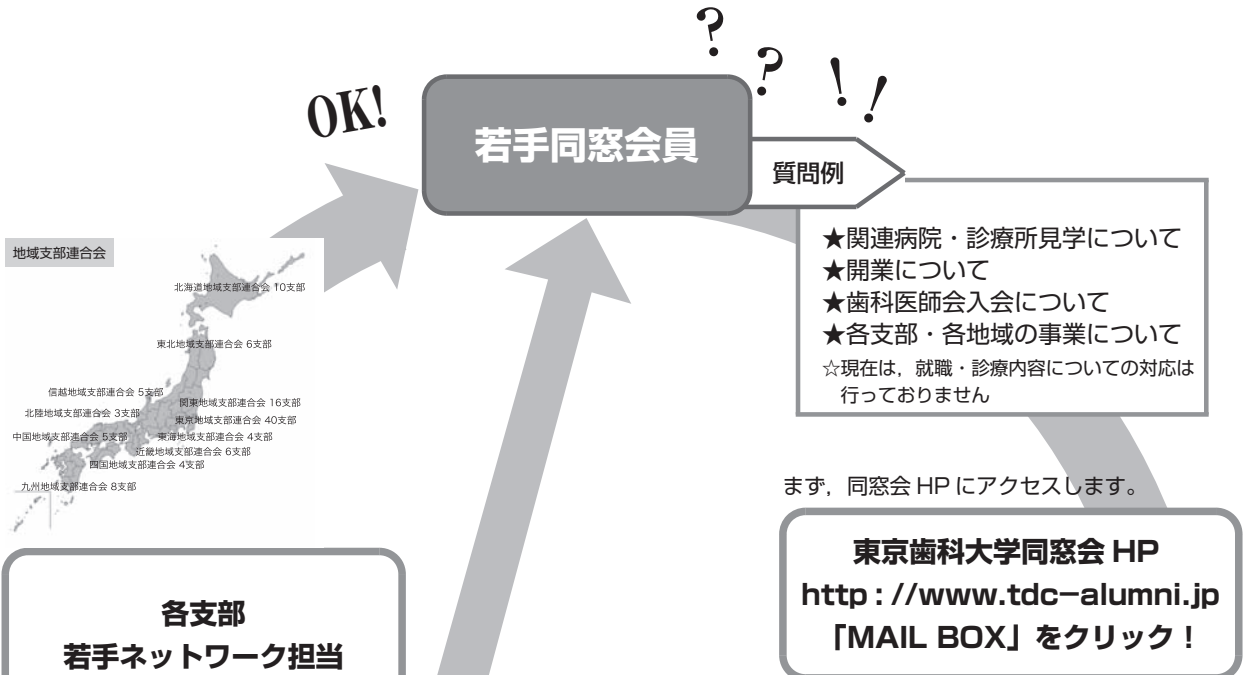 ? ? ! !
OK!
若手同窓会員
質問例
★関連病院・診療所見学について
★開業について
★歯科医師会入会について
★各支部・各地域の事業について
☆現在は，就職・診療内容についての対応は
行っておりません
地域支部連合会
北海道地域支部連合会 10支部
東北地域支部連合会 6支部
信越地域支部連合会 5支部
関東地域支部連合会 16支部
北陸地域支部連合会 3支部
東京地域支部連合会 40支部
中国地域支部連合会 5支部
東海地域支部連合会 4支部
近畿地域支部連合会 6支部
四国地域支部連合会 4支部
九州地域支部連合会 8支部
まず，同窓会 HP にアクセスします。
東京歯科大学同窓会 HP
http : //www.tdc−alumni.jp
「MAIL BOX」をクリック！
各支部
若手ネットワーク担当